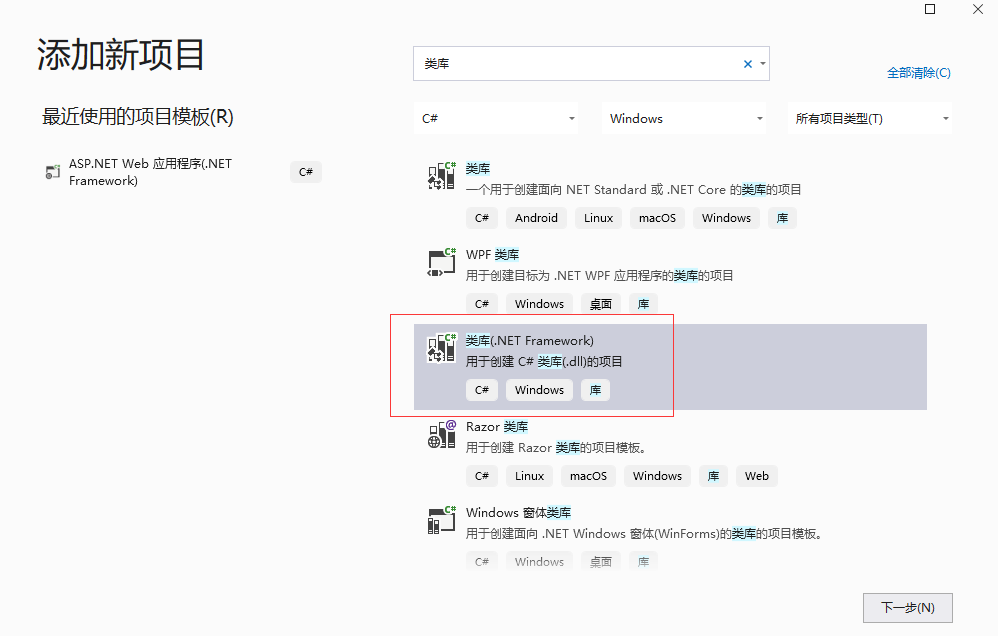 添加新项目
最近使用的项目模板(R)
ASP.NET Web 应用程序(.NET
Framework)
C#
类库
全部清除(C)
C#
Windows
所有项目类型(T)
类库
一个用于创建面向 NET Standard 或 .NET Core 的类库的项目
C# Android Linux macOS Windows 库
WPF 类库
用于创建目标为 .NET WPF 应用程序的类库的项目
C# Windows 桌面 库
类库(.NET Framework)
用于创建 C# 类库(.dll)的项目
C# Windows 库
Razor 类库
用于创建 Razor 类库的项目模板。
C# Linux macOS Windows 库 Web
Windows 窗体类库
用于创建面向 .NET Windows 窗体(WinForms)的类库的项目模板。
C# Windows 桌面 库
下一步(N)